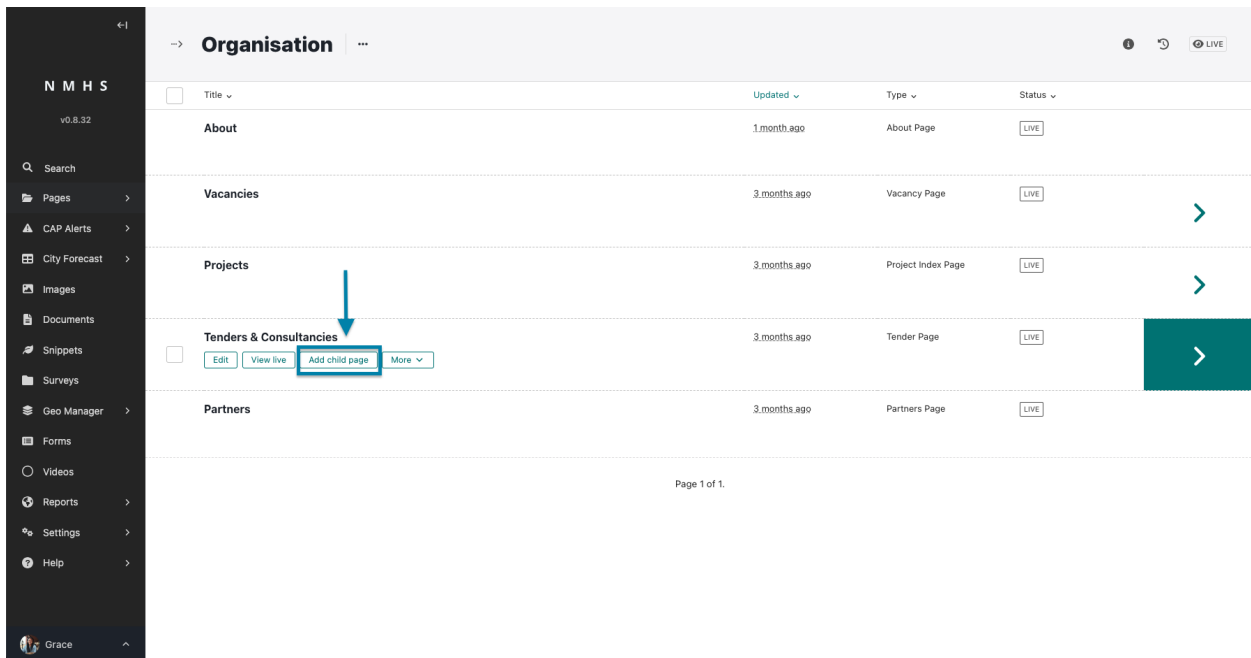 Organisation
LIVE
N M H S
v0.8.32
Search
Pages
CAP Alerts
City Forecast
Images
Documents
Snippets
Surveys
Geo Manager
Forms
Videos
Reports
Settings
Help
Grace
Title Updated Type Status
About 1 month ago About Page LIVE
Vacancies 3 months ago Vacancy Page LIVE
Projects 3 months ago Project Index Page LIVE
Tenders & Consultancies 3 months ago Tender Page LIVE
Edit View live Add child page More
Partners 3 months ago Partners Page LIVE
Page 1 of 1.